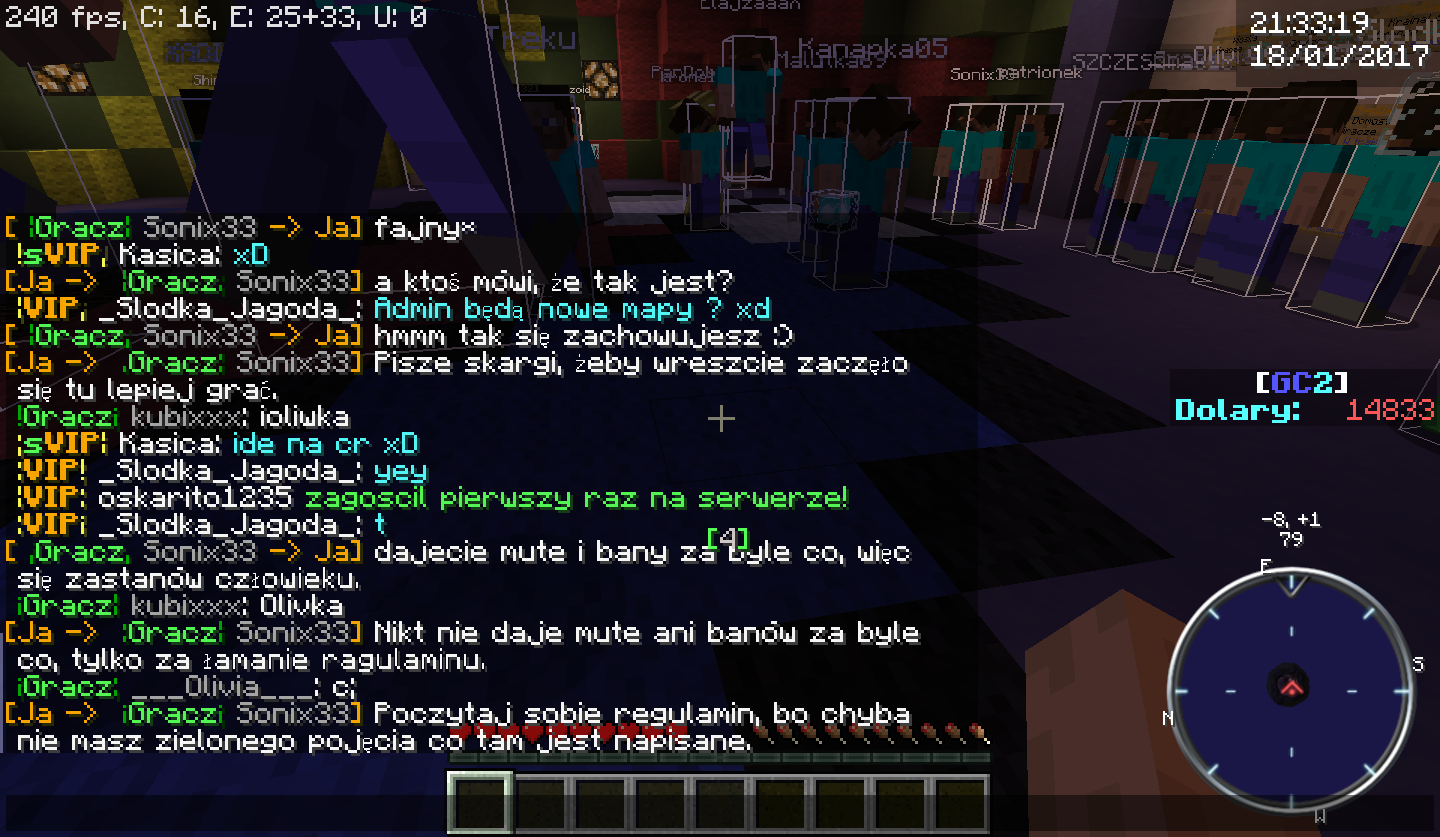 240 fps, C: 16, E: 25+33, U: 0
21:33:19
18/01/2017
Treku
Kanapka05
Sonix33
patrionek
zoid
[ |Gracz| Sonix33 -> Ja] fajny×
!sVIP¡ Kasica: xD
[Ja -> ¡Gracz¡ Sonix33] a ktoś mówi, że tak jest?
!VIP¡ _Slodka_Jagoda_: Admin będą nowe mapy ? xd
[ ¡Gracz¡ Sonix33 -> Ja] hmmm tak się zachowujesz :)
[Ja -> ¡Gracz¡ Sonix33] Pisze skargi, żeby wreszcie zaczęło
się tu lepiej grać.
!Gracz¡ kubixxx: ioliwka
¦sVIP¦ Kasica: ide na cr xD
¦VIP¦ _Slodka_Jagoda_: yey
¦VIP¦ oskarito1235 zagoscil pierwszy raz na serwerze!
¦VIP¦ _Slodka_Jagoda_: t
[4]
[ ¡Gracz¡ Sonix33 -> Ja] dajecie mute i bany za byle co, więc
się zastanów człowieku.
¡Gracz¦ kubixxx: Olivka
[Ja -> ¦Gracz¦ Sonix33] Nikt nie daje mute ani banów za byle
co, tylko za łamanie ragulaminu.
¡Gracz¦ ___Olivia___: c;
[Ja -> ¡Gracz¡ Sonix33] Poczytaj sobie regulamin, bo chyba
nie masz zielonego pojęcia co tam jest napisane.
[GC2]
Dolary: 14833
-8, +1
79
E
S
N
W